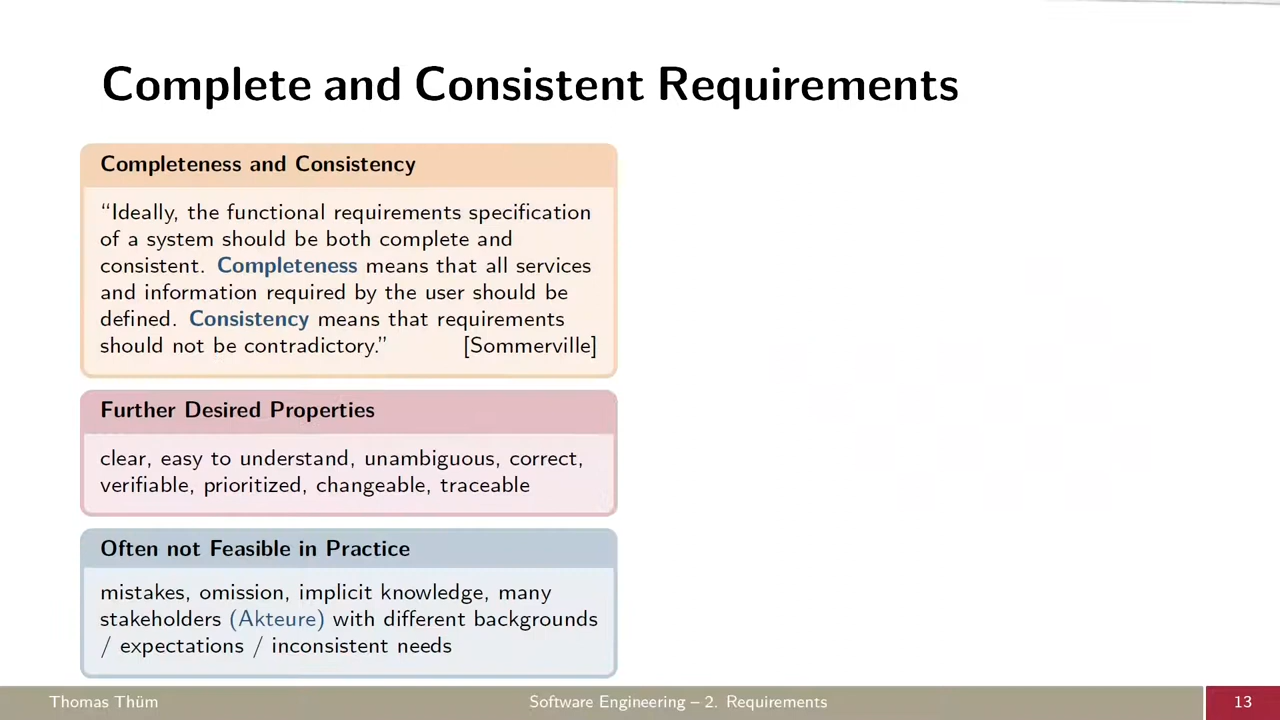 Complete and Consistent Requirements
Completeness and Consistency
“Ideally, the functional requirements specification
of a system should be both complete and
consistent. Completeness means that all services
and information required by the user should be
defined. Consistency means that requirements
should not be contradictory.” [Sommerville]
Further Desired Properties
clear, easy to understand, unambiguous, correct,
verifiable, prioritized, changeable, traceable
Often not Feasible in Practice
mistakes, omission, implicit knowledge, many
stakeholders (Akteure) with different backgrounds
/ expectations / inconsistent needs
Thomas Thüm Software Engineering – 2. Requirements 13